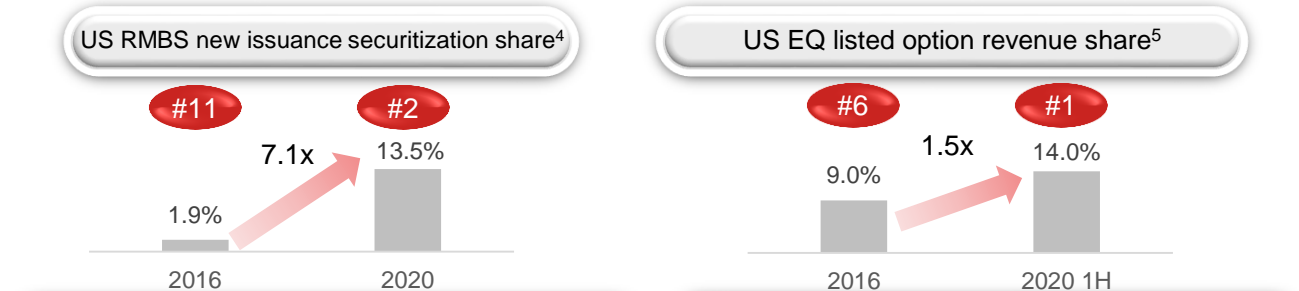 US RMBS new issuance securitization share⁴
#11
#2
7.1x
13.5%
1.9%
2016
2020
US EQ listed option revenue share⁵
#6
#1
1.5x
14.0%
9.0%
2016
2020 1H